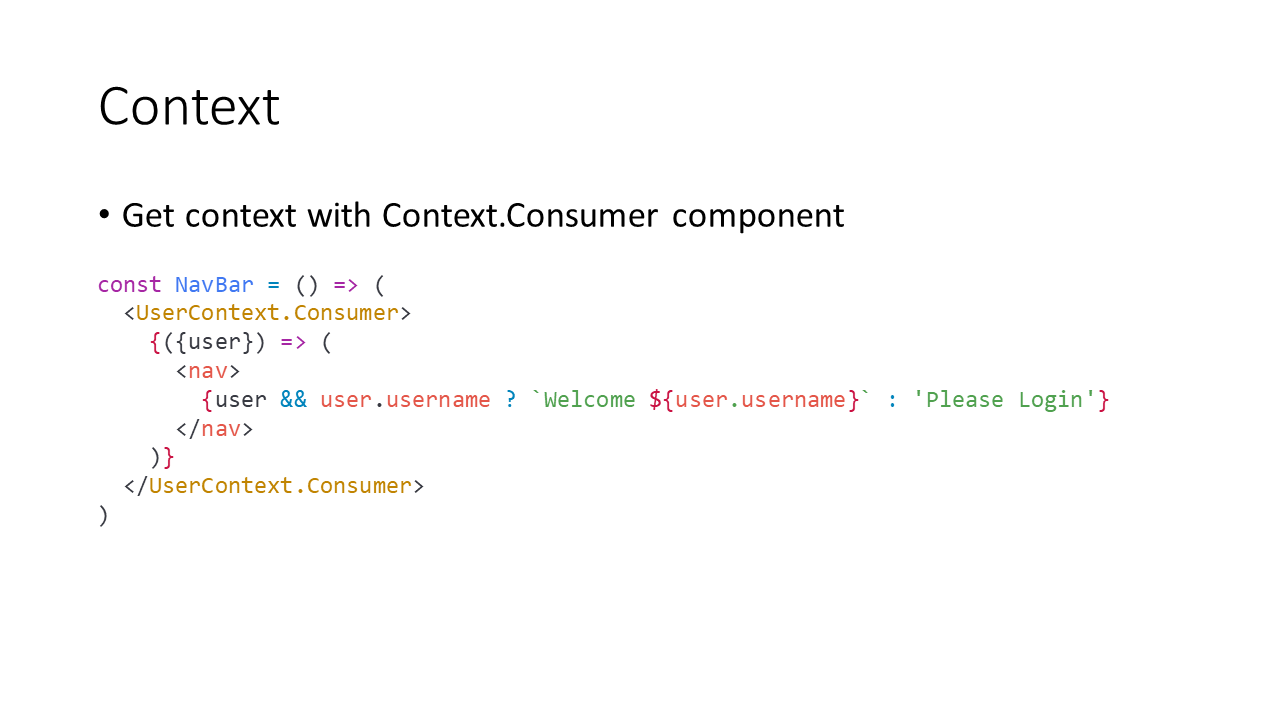 Context
• Get context with Context.Consumer component
const NavBar = () => (
  <UserContext.Consumer>
    {({user}) => (
      <nav>
        {user && user.username ? `Welcome ${user.username}` : 'Please Login'}
      </nav>
    )}
  </UserContext.Consumer>
)